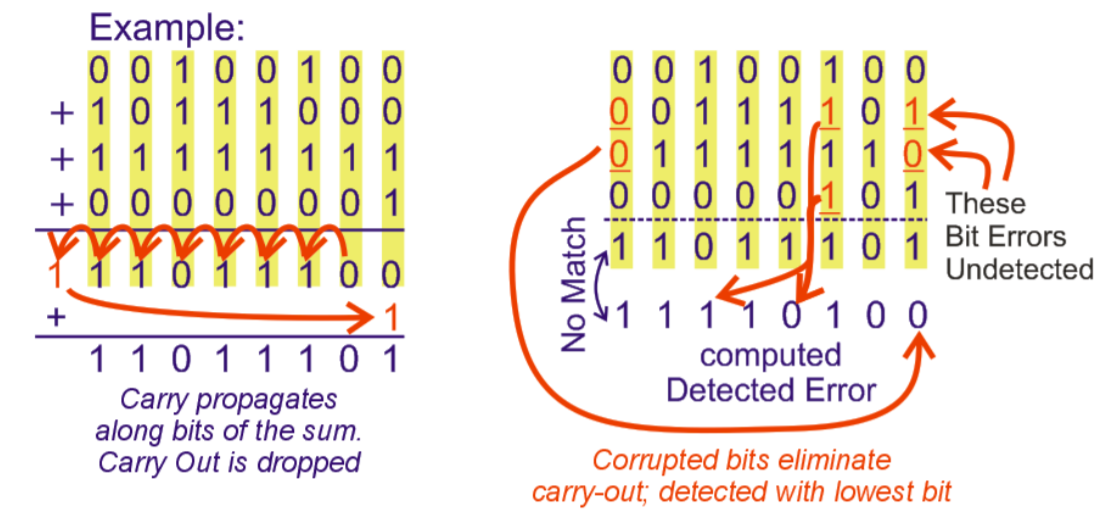 Example:
0 0 1 0 0 1 0 0
+ 1 0 1 1 1 0 0 0
+ 1 1 1 1 1 1 1 1
+ 0 0 0 0 0 0 0 1
1 1 1 0 1 1 1 0 0
+ 1
1 1 0 1 1 1 0 1
Carry propagates
along bits of the sum.
Carry Out is dropped
0 0 1 0 0 1 0 0
0 0 1 1 1 1 0 1
0 1 1 1 1 1 1 0
0 0 0 0 0 1 0 1
1 1 0 1 1 1 0 1
No Match
1 1 1 1 0 1 0 0
computed
Detected Error
These
Bit Errors
Undetected
Corrupted bits eliminate
carry-out; detected with lowest bit